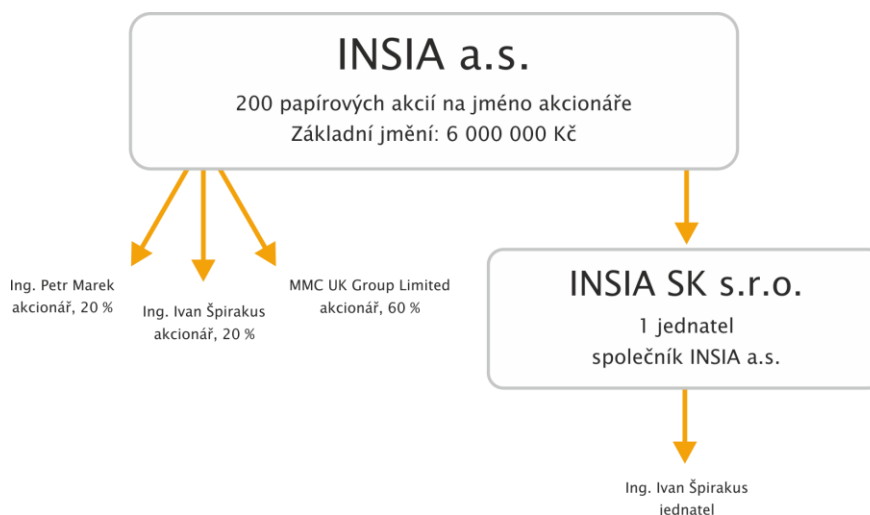 INSIA a.s.
200 papírových akcií na jméno akcionáře
Základní jmění: 6 000 000 Kč
Ing. Petr Marek
akcionář, 20 %
Ing. Ivan Špirakus
akcionář, 20 %
MMC UK Group Limited
akcionář, 60 %
INSIA SK s.r.o.
1 jednatel
společník INSIA a.s.
Ing. Ivan Špirakus
jednatel